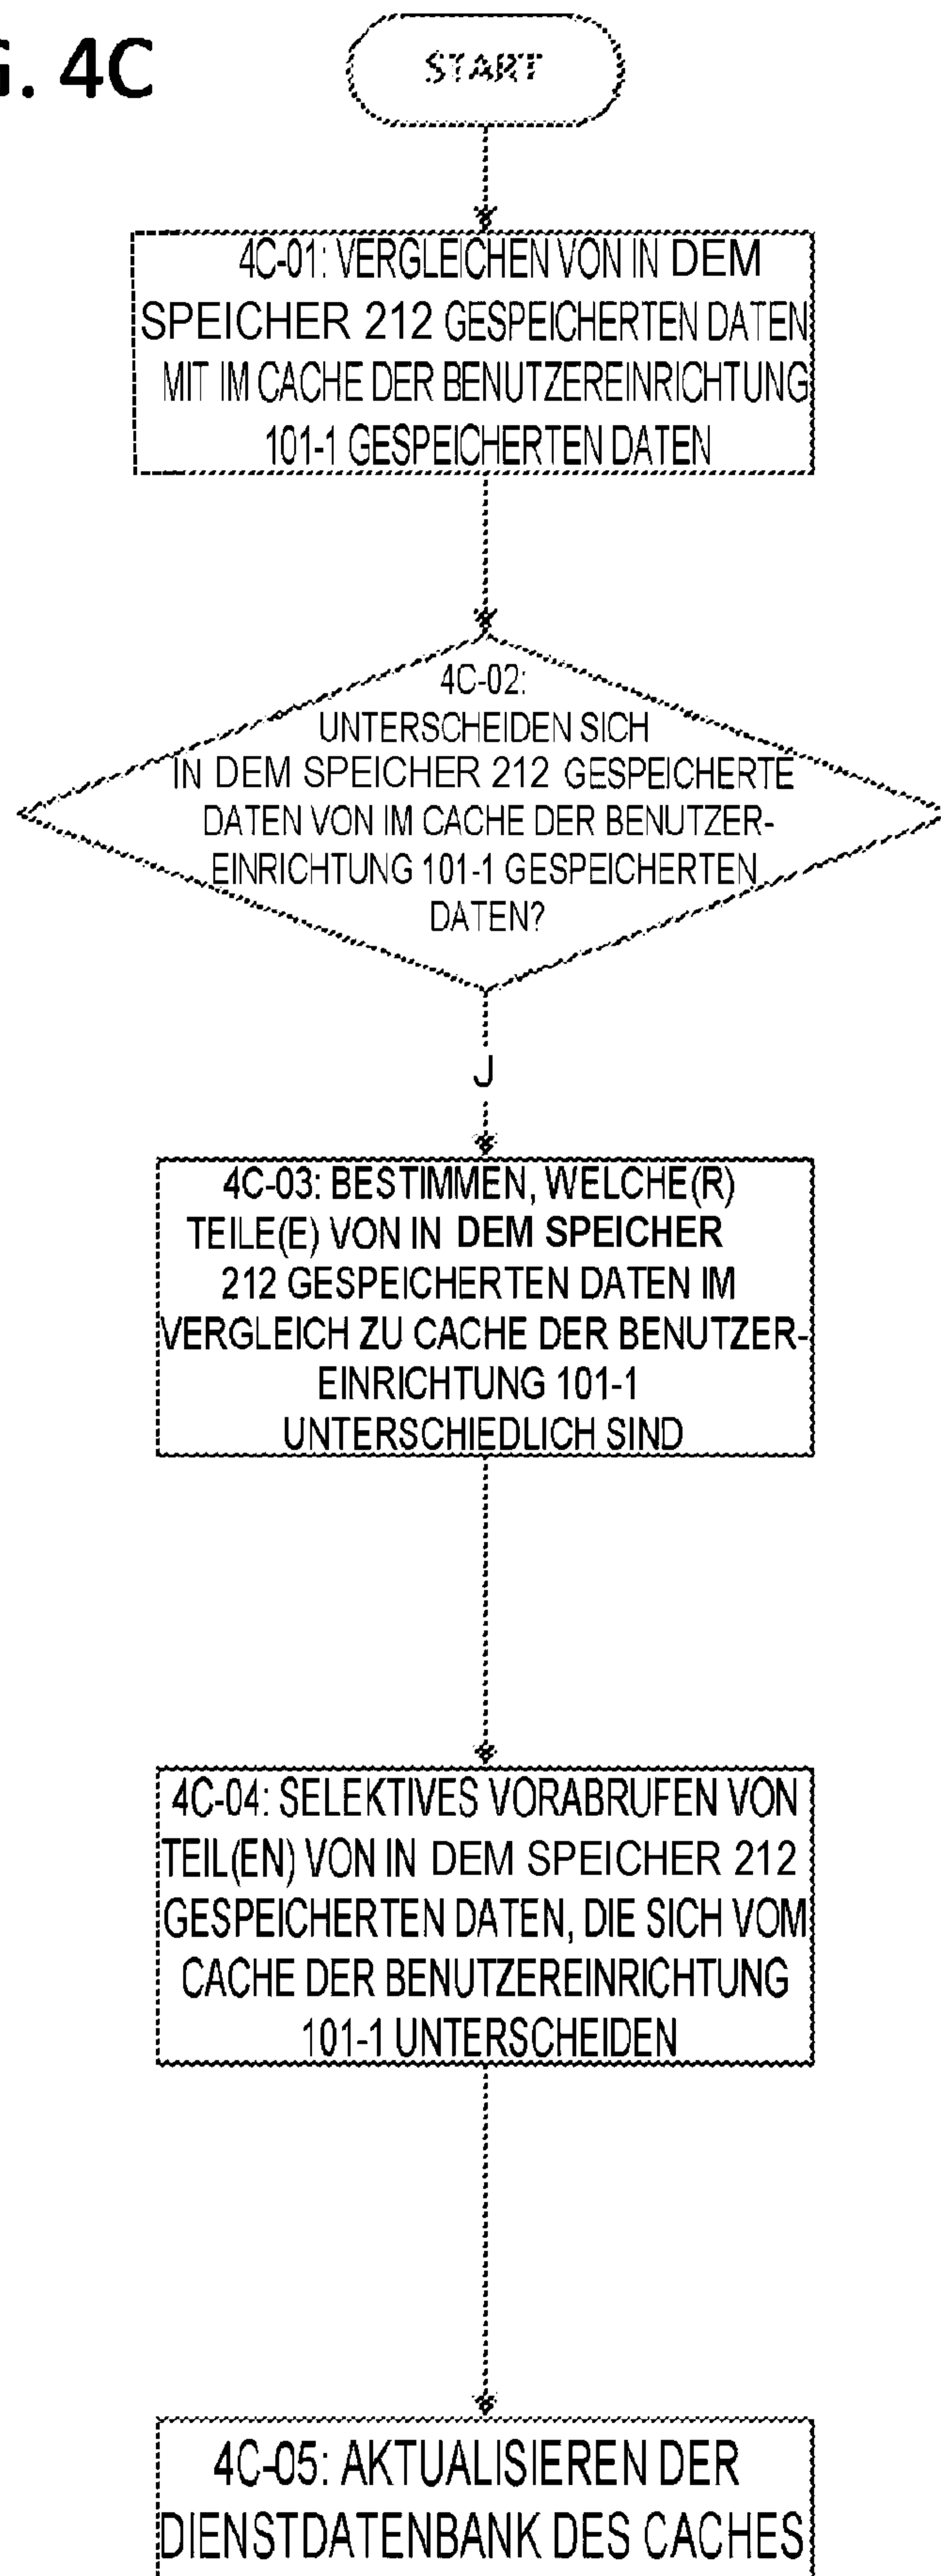 . 4C
START
4C-01: VERGLEICHEN VON IN DEM
SPEICHER 212 GESPEICHERTEN DATEN
MIT IM CACHE DER BENUTZEREINRICHTUNG
101-1 GESPEICHERTEN DATEN
4C-02:
UNTERSCHEIDEN SICH
IN DEM SPEICHER 212 GESPEICHERTE
DATEN VON IM CACHE DER BENUTZER-
EINRICHTUNG 101-1 GESPEICHERTEN
DATEN?
J
4C-03: BESTIMMEN, WELCHE(R)
TEILE(E) VON IN DEM SPEICHER
212 GESPEICHERTEN DATEN IM
VERGLEICH ZU CACHE DER BENUTZER-
EINRICHTUNG 101-1
UNTERSCHIEDLICH SIND
4C-04: SELEKTIVES VORABRUFEN VON
TEIL(EN) VON IN DEM SPEICHER 212
GESPEICHERTEN DATEN, DIE SICH VOM
CACHE DER BENUTZEREINRICHTUNG
101-1 UNTERSCHEIDEN
4C-05: AKTUALISIEREN DER
DIENSTDATENBANK DES CACHES